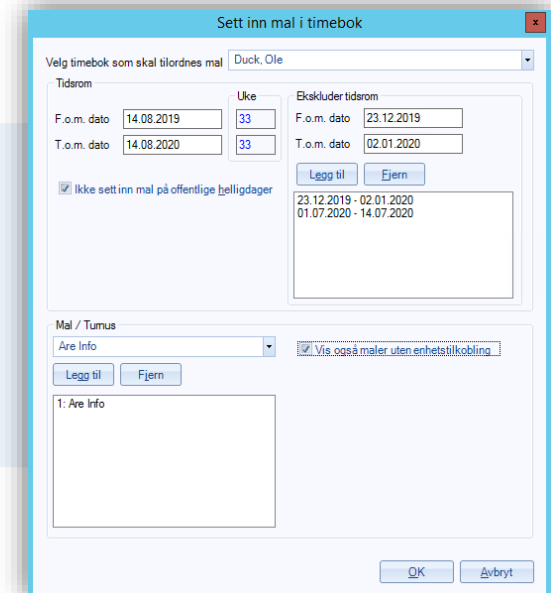 Sett inn mal i timebok
x
Velg timebok som skal tilordnes mal Duck, Ole
Tidsrom
Uke
F.o.m. dato 14.08.2019 33
T.o.m. dato 14.08.2020 33
Ikke sett inn mal på offentlige helligdager
Ekskluder tidsrom
F.o.m. dato 23.12.2019
T.o.m. dato 02.01.2020
Legg til Fjern
23.12.2019 - 02.01.2020
01.07.2020 - 14.07.2020
Mal / Turnus
Are Info
Vis også maler uten enhetstilkobling
Legg til Fjern
1: Are Info
OK Avbryt